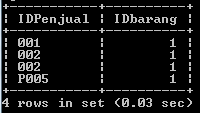 +-----------+----------+
| IDPenjual | IDbarang |
+-----------+----------+
| 001       |        1 |
| 002       |        1 |
| 002       |        1 |
| P005      |        1 |
+-----------+----------+
4 rows in set (0.03 sec)